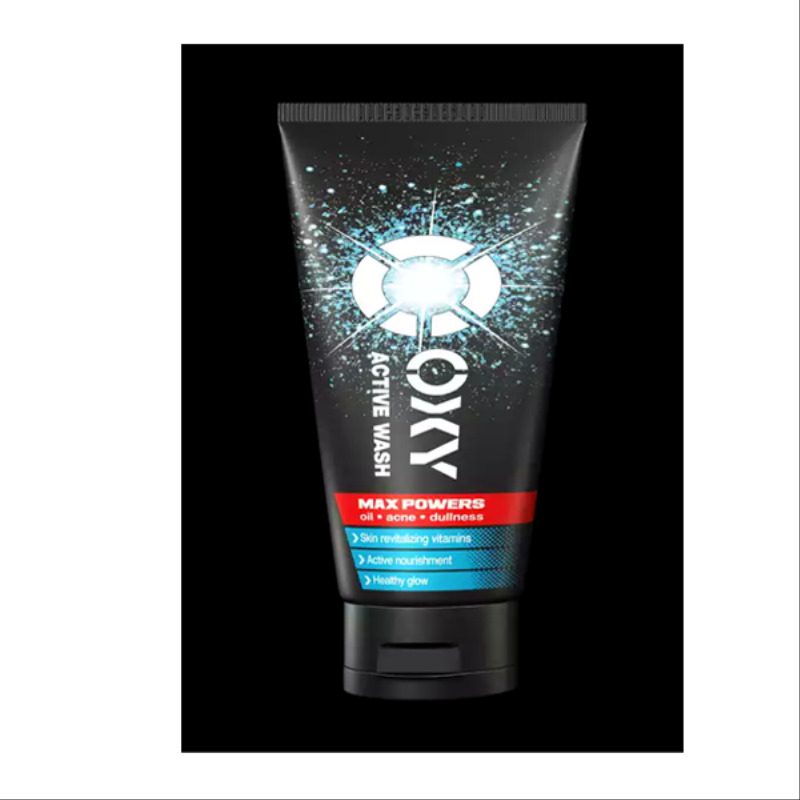 OXY
ACTIVE WASH
MAX POWERS
oil • acne • dullness
Skin revitalizing vitamins
Active nourishment
Healthy glow